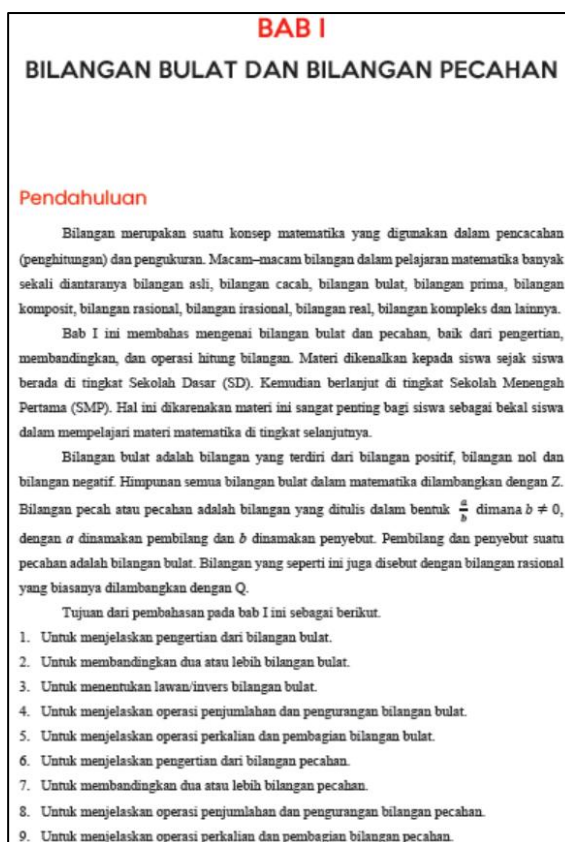 BAB I
BILANGAN BULAT DAN BILANGAN PECAHAN
Pendahuluan
Bilangan merupakan suatu konsep matematika yang digunakan dalam pencacahan
(penghitungan) dan pengukuran. Macam–macam bilangan dalam pelajaran matematika banyak
sekali diantaranya bilangan asli, bilangan cacah, bilangan bulat, bilangan prima, bilangan
komposit, bilangan rasional, bilangan irasional, bilangan real, bilangan kompleks dan lainnya.
Bab I ini membahas mengenai bilangan bulat dan pecahan, baik dari pengertian,
membandingkan, dan operasi hitung bilangan. Materi dikenalkan kepada siswa sejak siswa
berada di tingkat Sekolah Dasar (SD). Kemudian berlanjut di tingkat Sekolah Menengah
Pertama (SMP). Hal ini dikarenakan materi ini sangat penting bagi siswa sebagai bekal siswa
dalam mempelajari materi matematika di tingkat selanjutnya.
Bilangan bulat adalah bilangan yang terdiri dari bilangan positif, bilangan nol dan
bilangan negatif. Himpunan semua bilangan bulat dalam matematika dilambangkan dengan Z.
Bilangan pecah atau pecahan adalah bilangan yang ditulis dalam bentuk a/b dimana b ≠ 0,
dengan a dinamakan pembilang dan b dinamakan penyebut. Pembilang dan penyebut suatu
pecahan adalah bilangan bulat. Bilangan yang seperti ini juga disebut dengan bilangan rasional
yang biasanya dilambangkan dengan Q.
Tujuan dari pembahasan pada bab I ini sebagai berikut.
1. Untuk menjelaskan pengertian dari bilangan bulat.
2. Untuk membandingkan dua atau lebih bilangan bulat.
3. Untuk menentukan lawan/invers bilangan bulat.
4. Untuk menjelaskan operasi penjumlahan dan pengurangan bilangan bulat.
5. Untuk menjelaskan operasi perkalian dan pembagian bilangan bulat.
6. Untuk menjelaskan pengertian dari bilangan pecahan.
7. Untuk membandingkan dua atau lebih bilangan pecahan.
8. Untuk menjelaskan operasi penjumlahan dan pengurangan bilangan pecahan.
9. Untuk menjelaskan operasi perkalian dan pembagian bilangan pecahan.